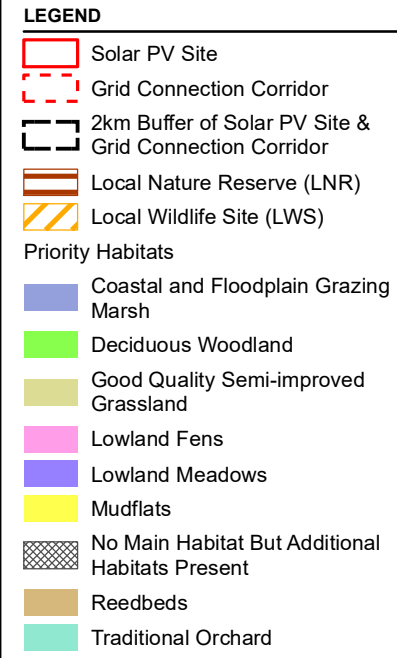 LEGEND
Solar PV Site
Grid Connection Corridor
2km Buffer of Solar PV Site &
Grid Connection Corridor
Local Nature Reserve (LNR)
Local Wildlife Site (LWS)
Priority Habitats
Coastal and Floodplain Grazing
Marsh
Deciduous Woodland
Good Quality Semi-improved
Grassland
Lowland Fens
Lowland Meadows
Mudflats
No Main Habitat But Additional
Habitats Present
Reedbeds
Traditional Orchard